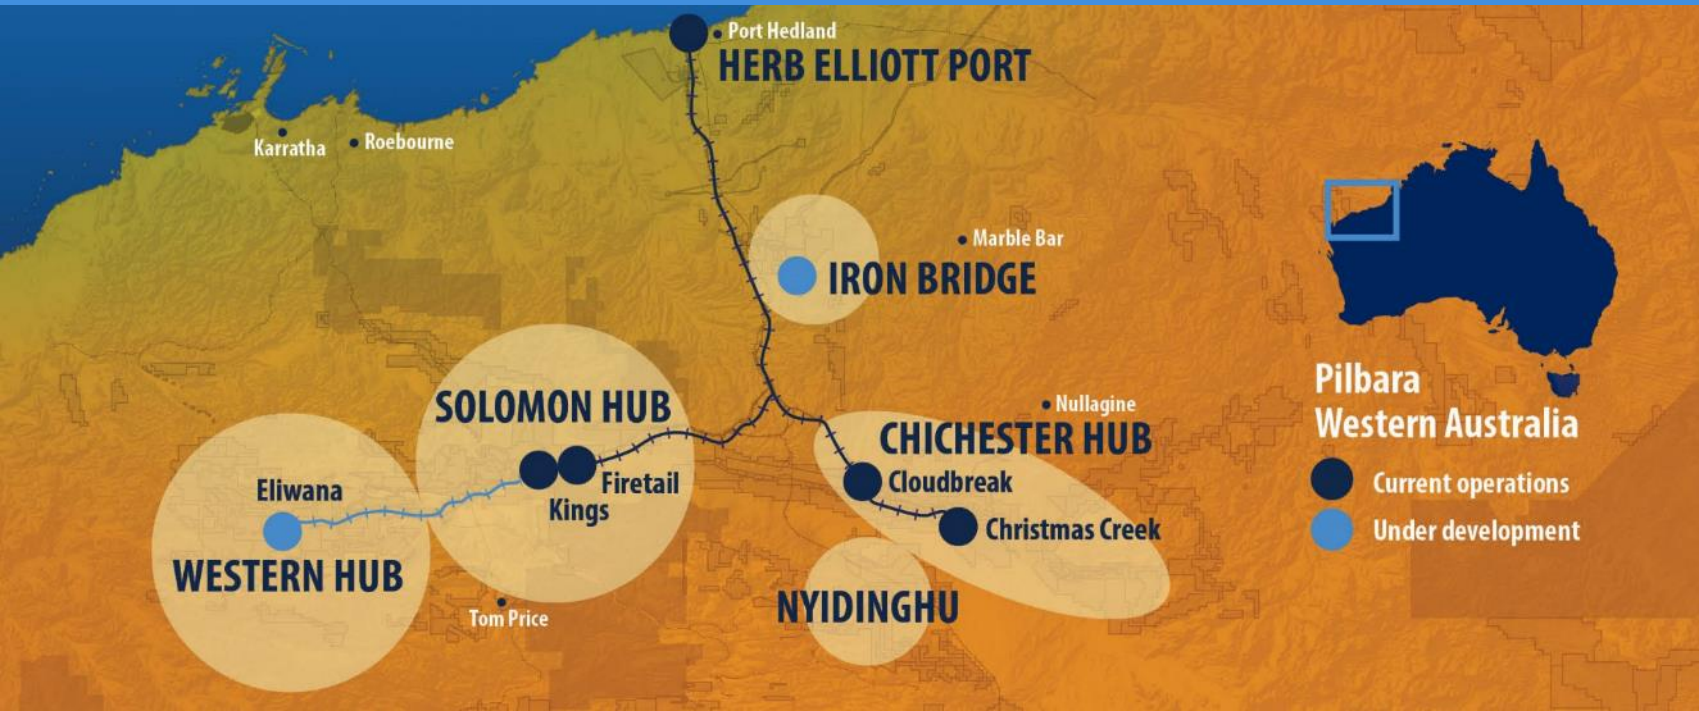 Port Hedland
HERB ELLIOTT PORT
Karratha
Roebourne
Marble Bar
IRON BRIDGE
SOLOMON HUB
Firetail
Kings
Eliwana
WESTERN HUB
Tom Price
Nullagine
CHICHESTER HUB
Cloudbreak
Christmas Creek
NYIDINGHU
Pilbara
Western Australia
Current operations
Under development